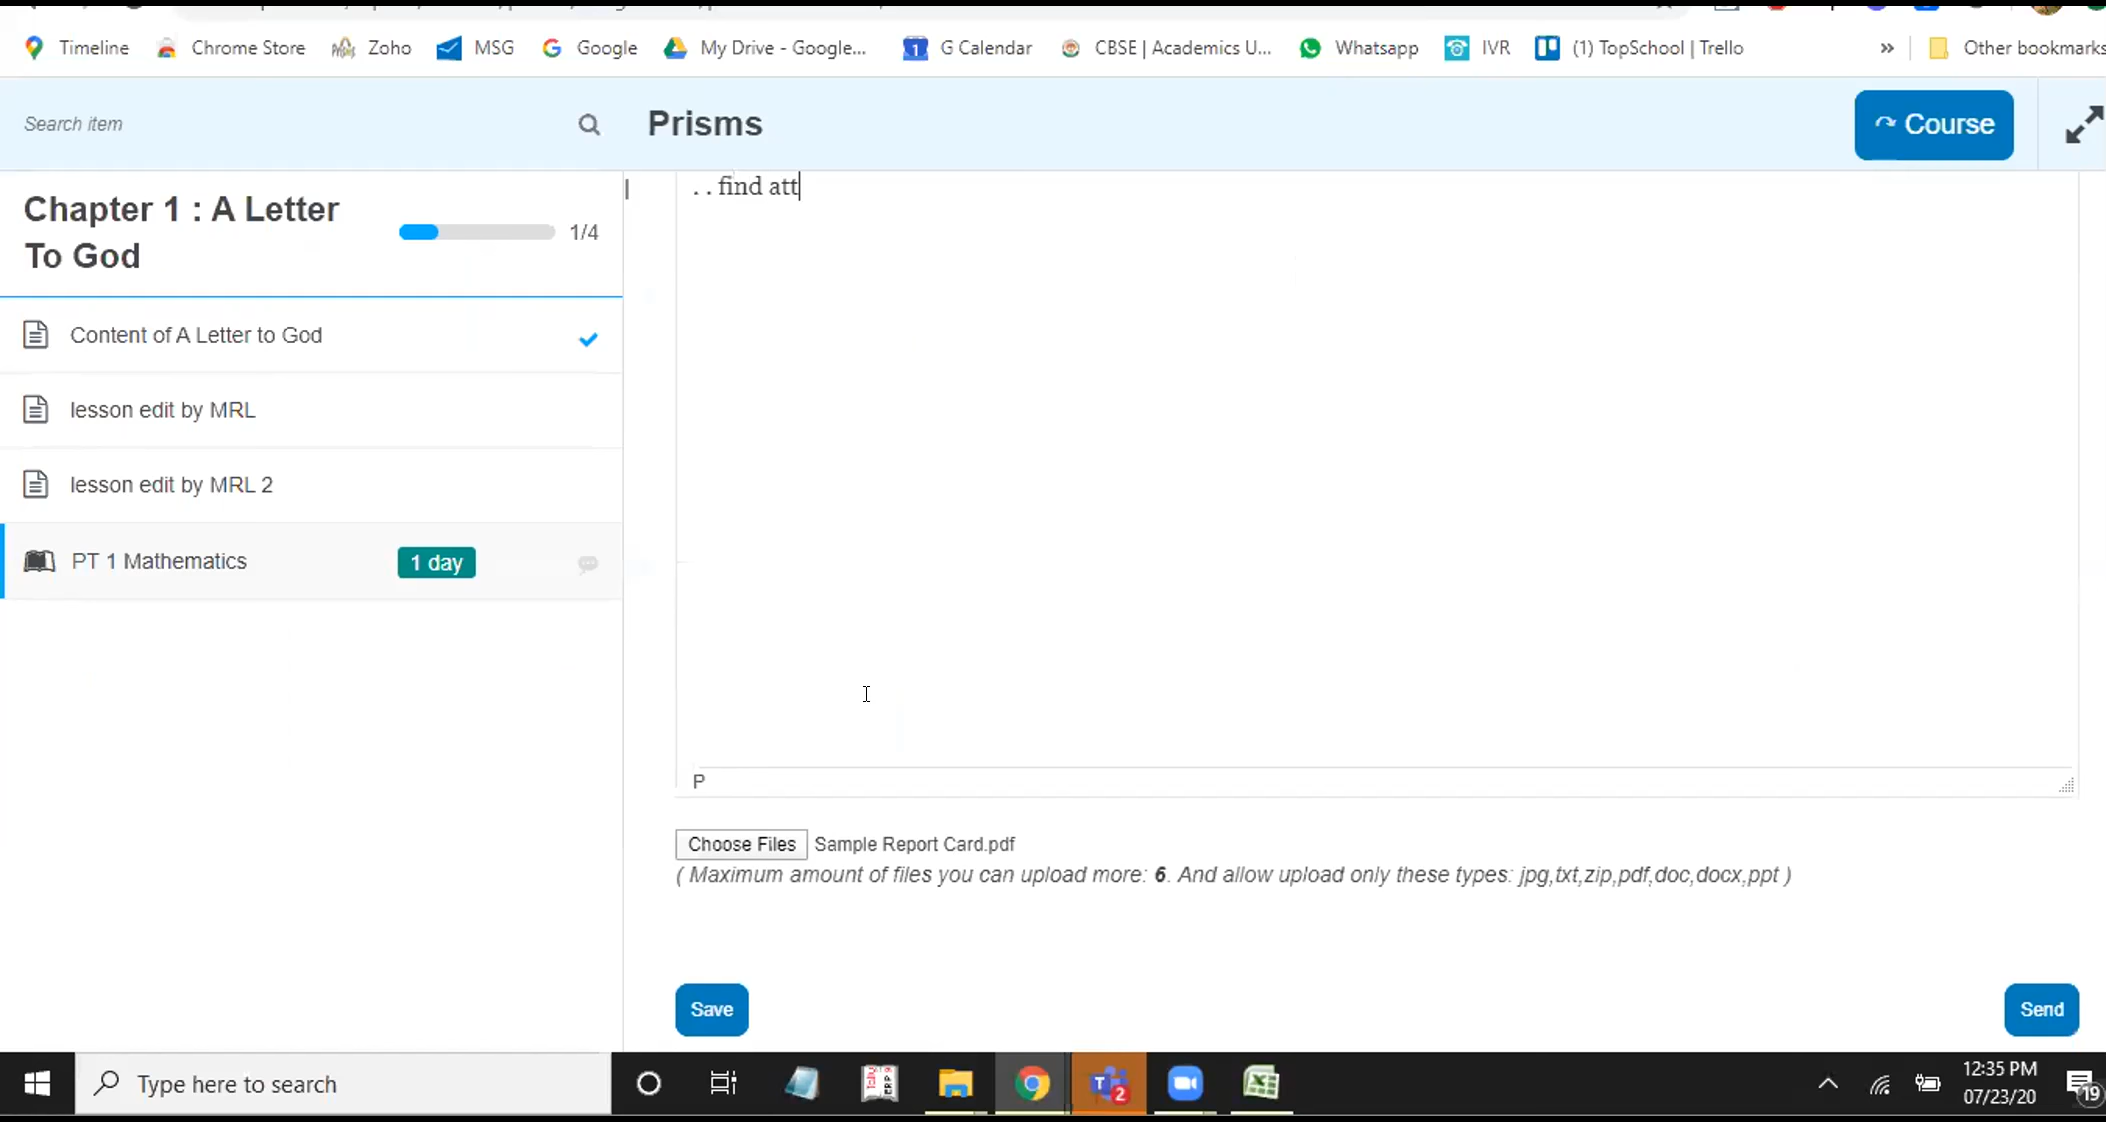 Timeline Chrome Store Zoho MSG Google My Drive - Google... 1 G Calendar CBSE | Academics U... Whatsapp IVR (1) TopSchool | Trello » Other bookmarks
Search item
Prisms
Course
. . find att
Chapter 1 : A Letter To God
1/4
Content of A Letter to God
lesson edit by MRL
lesson edit by MRL 2
PT 1 Mathematics 1 day
P
Choose Files Sample Report Card.pdf
( Maximum amount of files you can upload more: 6. And allow upload only these types: jpg,txt,zip,pdf,doc,docx,ppt )
Save
Send
Type here to search
2
12:35 PM
07/23/20
19